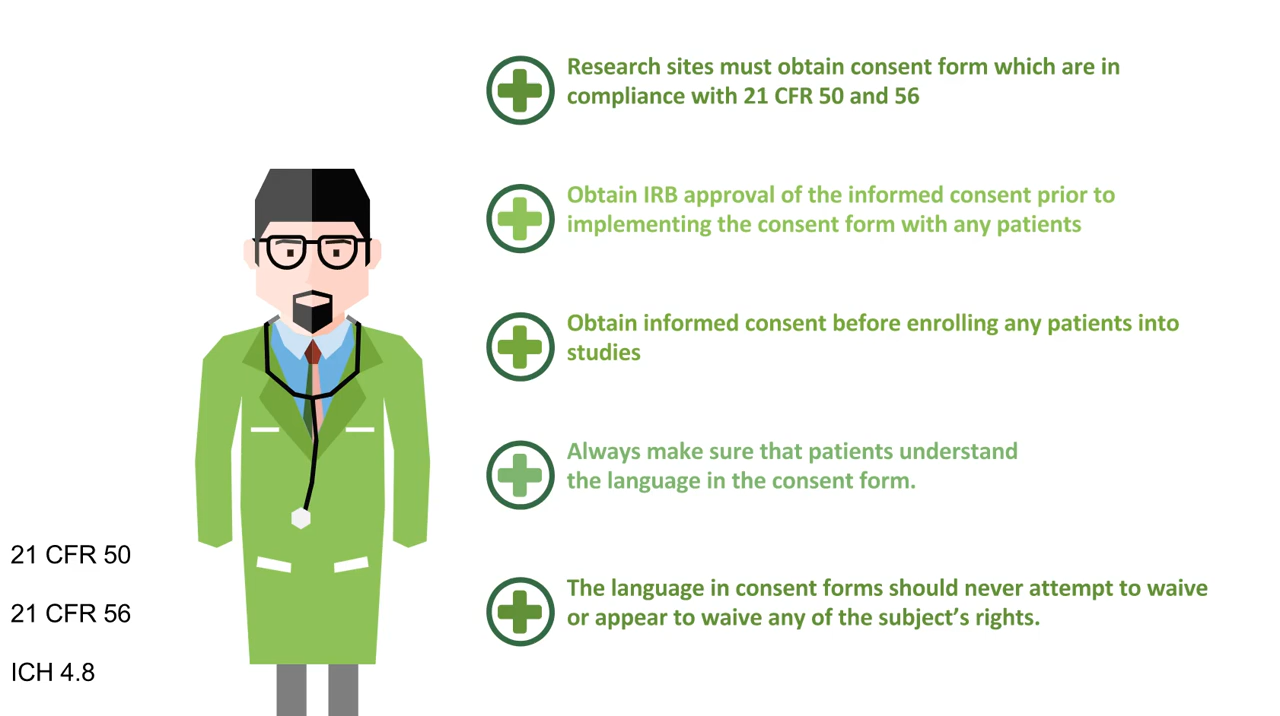 Research sites must obtain consent form which are in
compliance with 21 CFR 50 and 56
Obtain IRB approval of the informed consent prior to
implementing the consent form with any patients
Obtain informed consent before enrolling any patients into
studies
Always make sure that patients understand
the language in the consent form.
The language in consent forms should never attempt to waive
or appear to waive any of the subject’s rights.
21 CFR 50
21 CFR 56
ICH 4.8